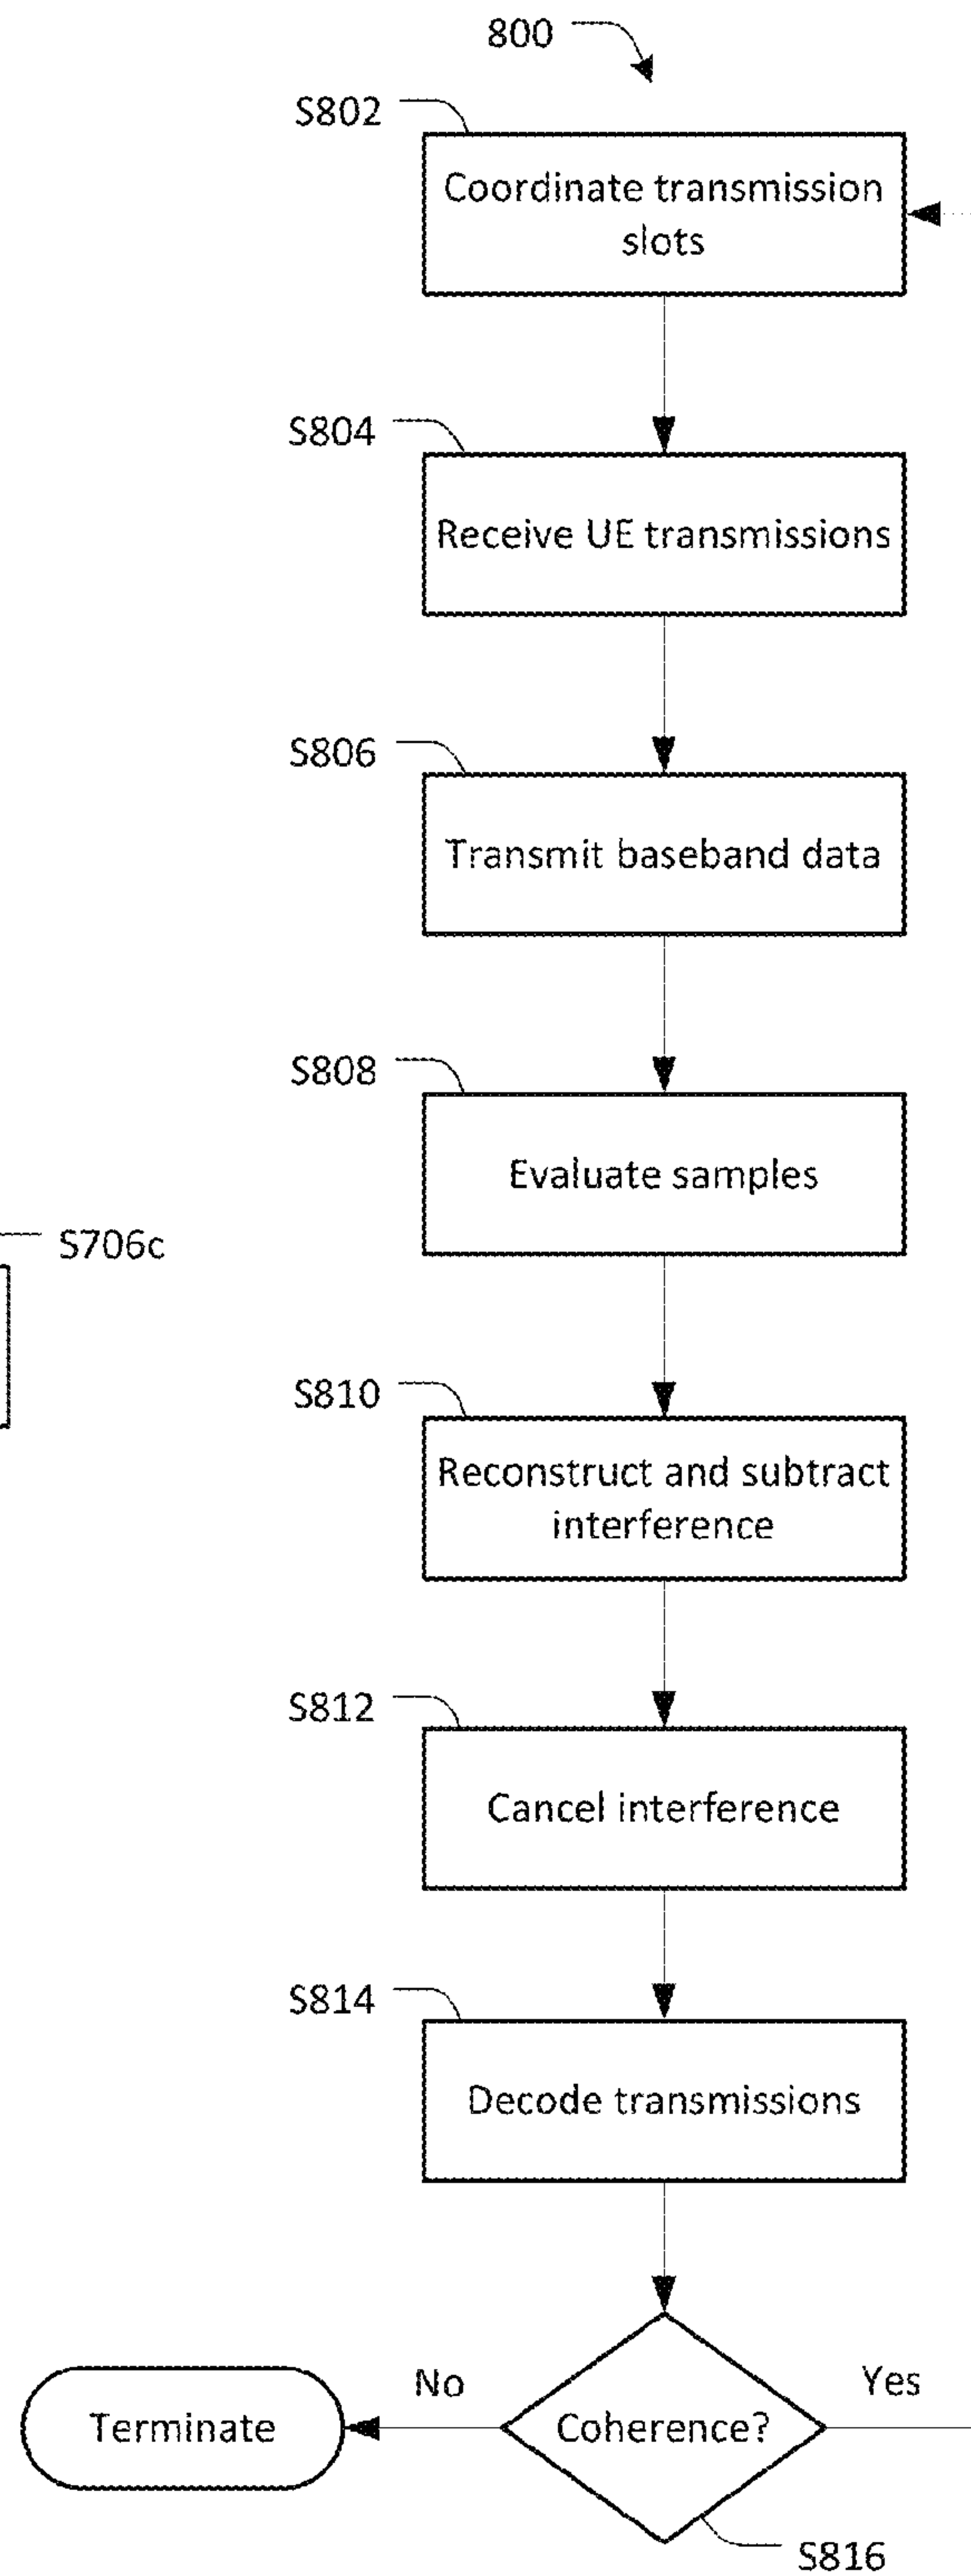 800
S802
Coordinate transmission
slots
S804
Receive UE transmissions
S806
Transmit baseband data
S808
Evaluate samples
S706c
S810
Reconstruct and subtract
interference
S812
Cancel interference
S814
Decode transmissions
No
Yes
Terminate
Coherence?
S816